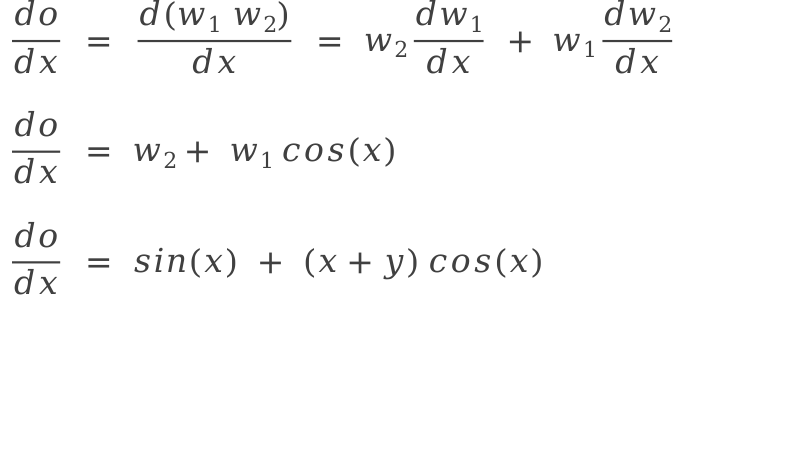 do/dx = d(w₁ w₂)/dx = w₂ dw₁/dx + w₁ dw₂/dx
do/dx = w₂ + w₁ cos(x)
do/dx = sin(x) + (x + y) cos(x)